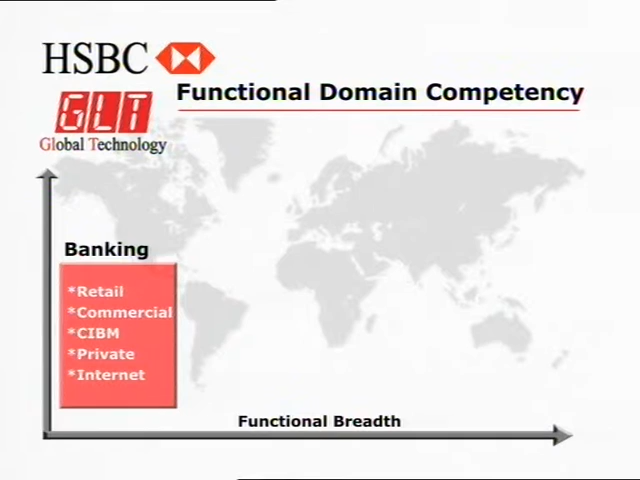 HSBC
Functional Domain Competency
GLT
Global Technology
Banking
*Retail
*Commercial
*CIBM
*Private
*Internet
Functional Breadth